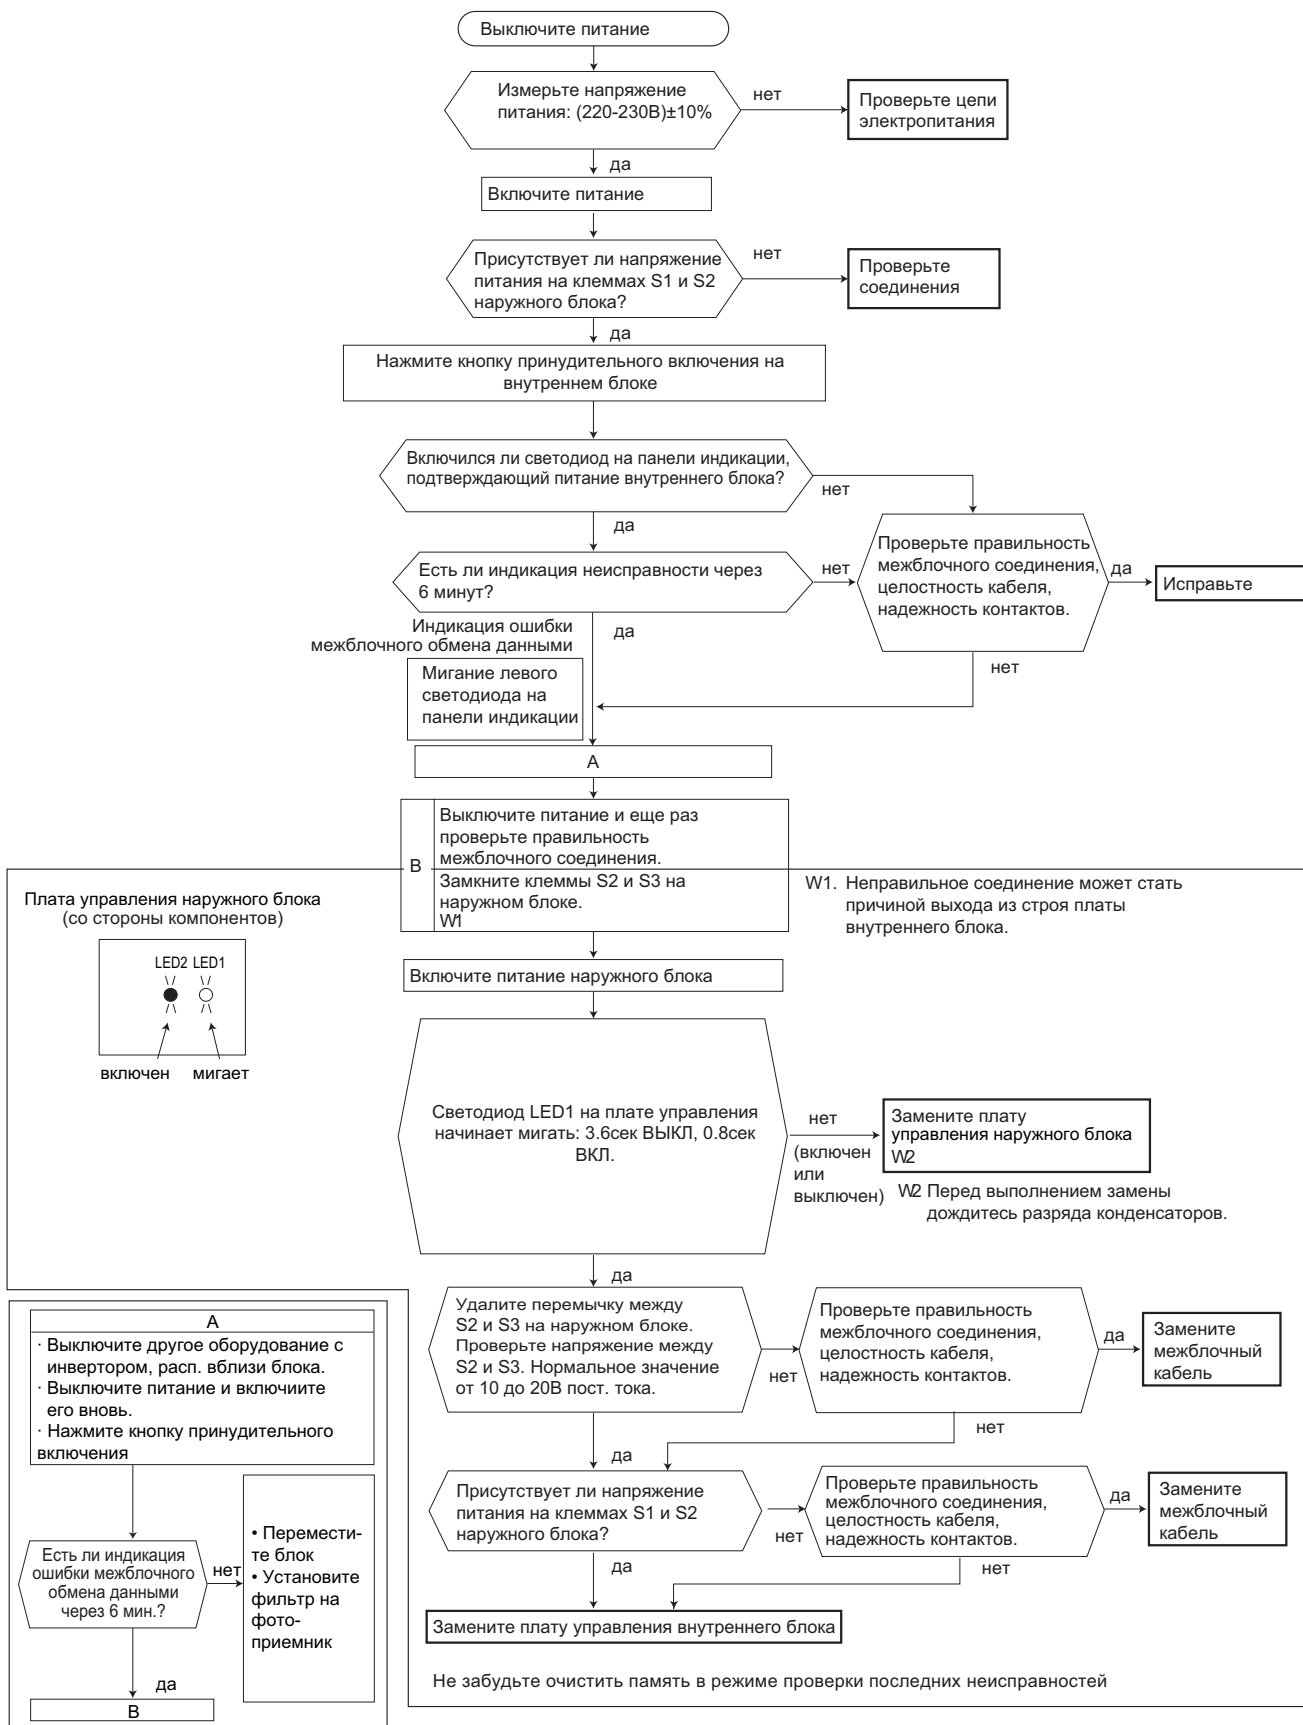 Выключите питание
Измерьте напряжение
питания: (220-230В)±10%
нет
Проверьте цепи
электропитания
да
Включите питание
Присутствует ли напряжение
питания на клеммах S1 и S2
наружного блока?
нет
Проверьте
соединения
да
Нажмите кнопку принудительного включения на
внутреннем блоке
Включился ли светодиод на панели индикации,
подтверждающий питание внутреннего блока?
нет
да
Проверьте правильность
межблочного соединения,
целостность кабеля,
надежность контактов.
да
Исправьте
Есть ли индикация неисправности через
6 минут?
нет
Индикация ошибки
межблочного обмена данными
да
нет
Мигание левого
светодиода на
панели индикации
A
B
Выключите питание и еще раз
проверьте правильность
межблочного соединения.
Замкните клеммы S2 и S3 на
наружном блоке.
W1
W1. Неправильное соединение может стать
причиной выхода из строя платы
внутреннего блока.
Плата управления наружного блока
(со стороны компонентов)
LED2 LED1
включен мигает
Включите питание наружного блока
Светодиод LED1 на плате управления
начинает мигать: 3.6сек ВЫКЛ, 0.8сек
ВКЛ.
нет
(включен
или
выключен)
Замените плату
управления наружного блока
W2
W2 Перед выполнением замены
дождитесь разряда конденсаторов.
да
Удалите перемычку между
S2 и S3 на наружном блоке.
Проверьте напряжение между
S2 и S3. Нормальное значение
от 10 до 20В пост. тока.
нет
Проверьте правильность
межблочного соединения,
целостность кабеля,
надежность контактов.
да
Замените
межблочный
кабель
нет
да
Присутствует ли напряжение
питания на клеммах S1 и S2
наружного блока?
нет
Проверьте правильность
межблочного соединения,
целостность кабеля,
надежность контактов.
да
Замените
межблочный
кабель
нет
да
Замените плату управления внутреннего блока
Не забудьте очистить память в режиме проверки последних неисправностей
A
· Выключите другое оборудование с
инвертором, расп. вблизи блока.
· Выключите питание и включиите
его вновь.
· Нажмите кнопку принудительного
включения
Есть ли индикация
ошибки межблочного
обмена данными
через 6 мин.?
нет
• Перемести-
те блок
• Установите
фильтр на
фото-
приемник
да
B